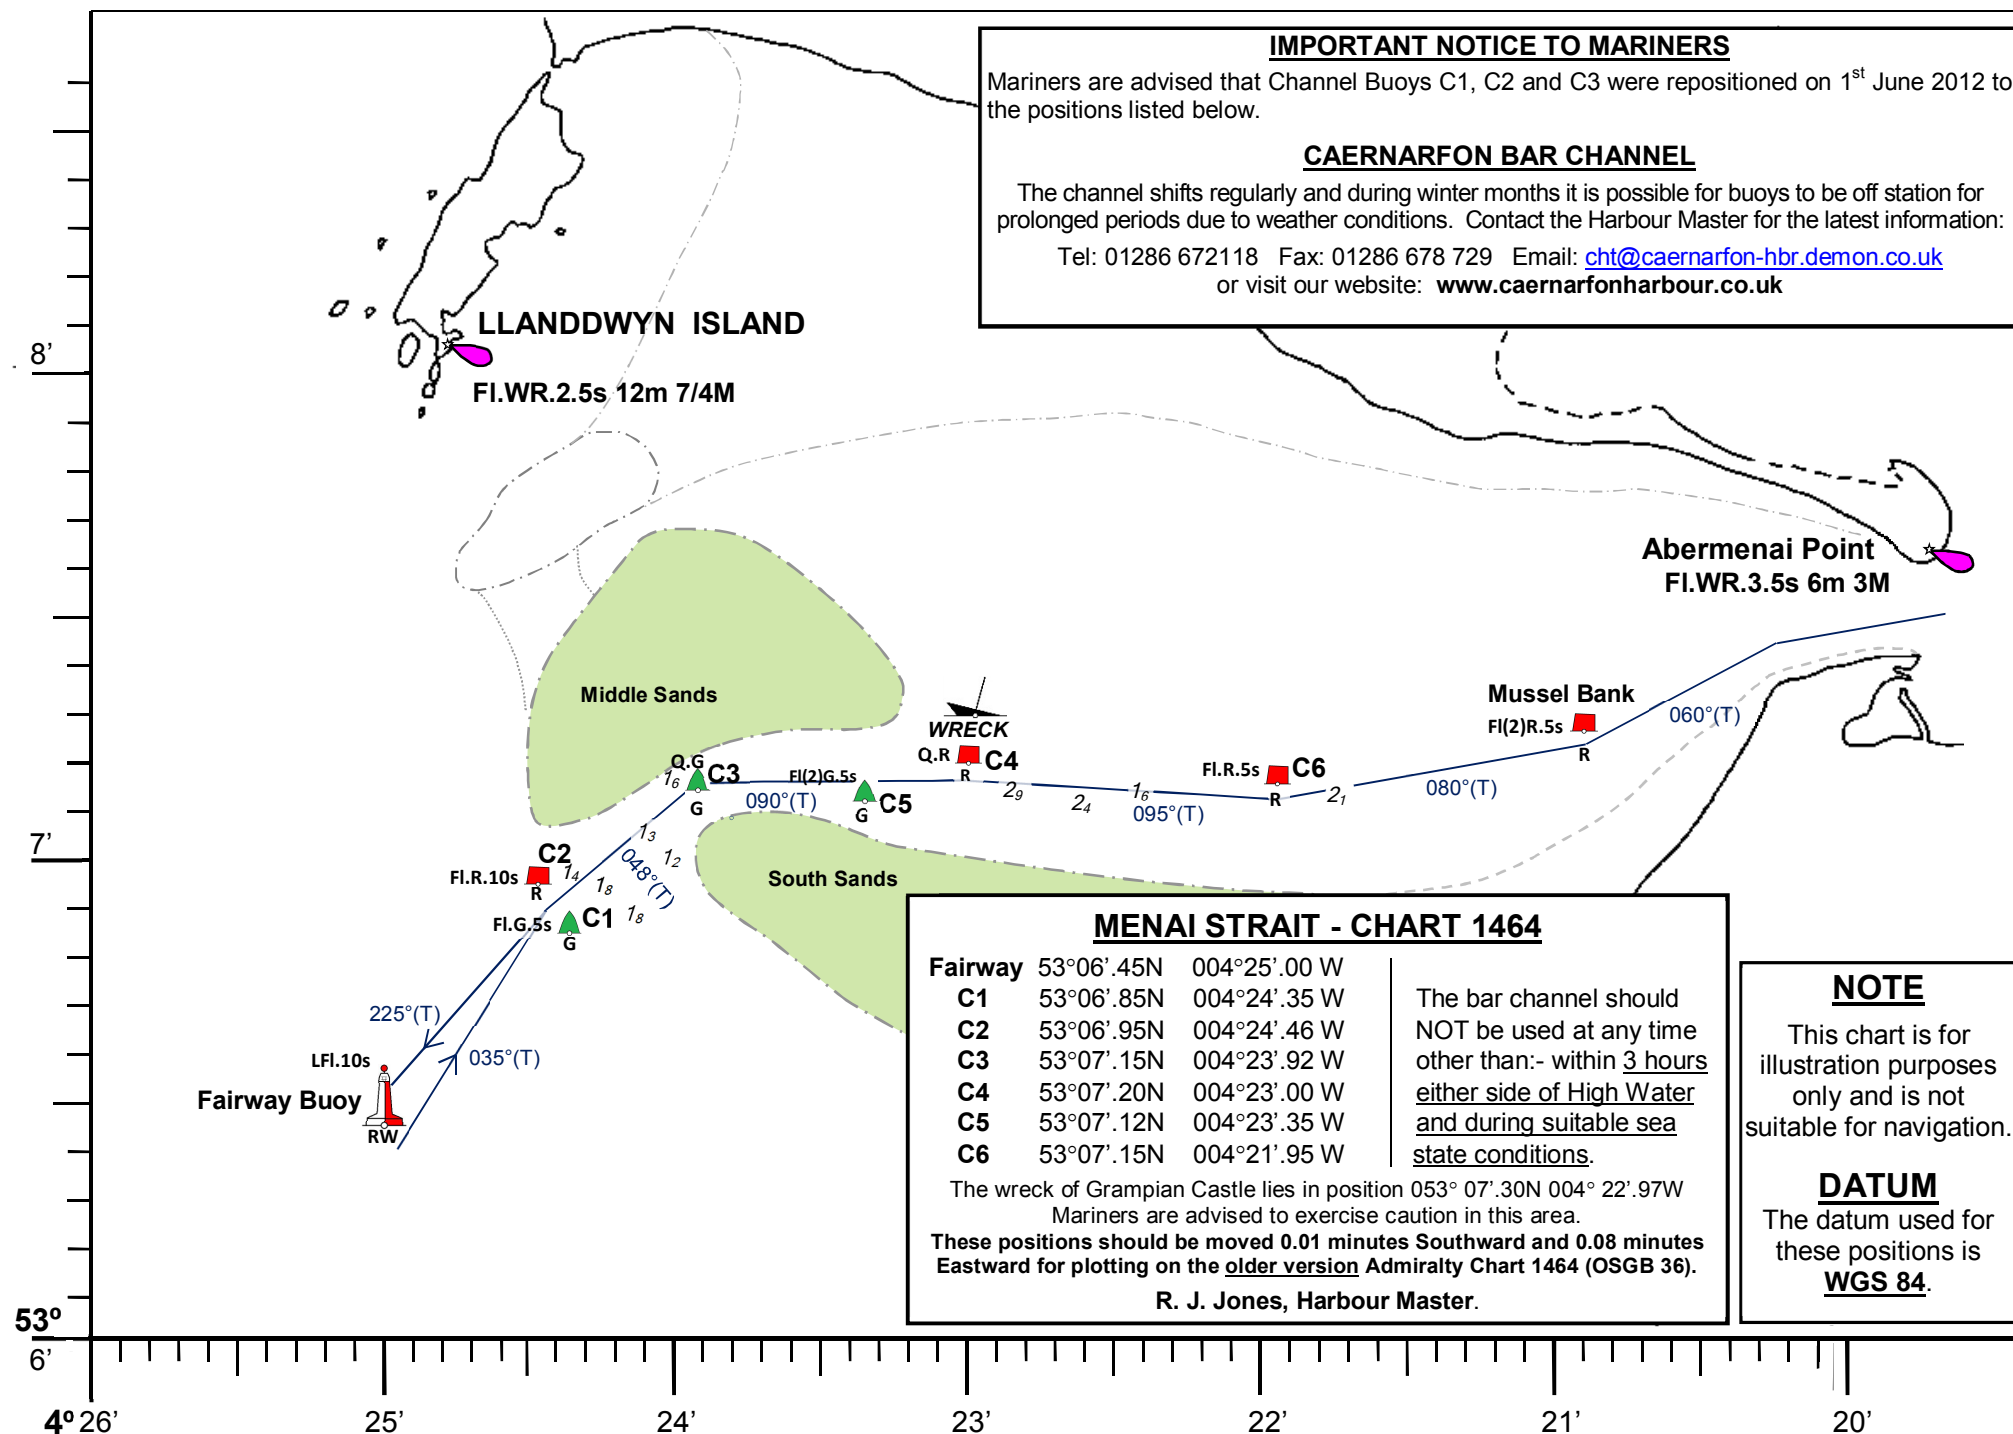 IMPORTANT NOTICE TO MARINERS
Mariners are advised that Channel Buoys C1, C2 and C3 were repositioned on 1st June 2012 to
the positions listed below.
CAERNARFON BAR CHANNEL
The channel shifts regularly and during winter months it is possible for buoys to be off station for
prolonged periods due to weather conditions. Contact the Harbour Master for the latest information:
Tel: 01286 672118 Fax: 01286 678 729 Email: cht@caernarfon-hbr.demon.co.uk
or visit our website: www.caernarfonharbour.co.uk
LLANDDWYN ISLAND
8’
Fl.WR.2.5s 12m 7/4M
Abermenai Point
Fl.WR.3.5s 6m 3M
Middle Sands
Mussel Bank
Fl(2)R.5s
R
060°(T)
WRECK
Q.R C4
R
Q.G
C3
G
1₆
Fl(2)G.5s
C5
G
090°(T)
2₉
2₄
1₆
095°(T)
Fl.R.5s C6
R
2₁
080°(T)
7’
1₃
1₂
048°(T)
C2
Fl.R.10s
R
1₄
1₈
1₈
South Sands
Fl.G.5s C1
G
225°(T)
035°(T)
LFl.10s
Fairway Buoy
RW
MENAI STRAIT - CHART 1464
Fairway 53°06’.45N 004°25’.00 W
C1 53°06’.85N 004°24’.35 W
C2 53°06’.95N 004°24’.46 W
C3 53°07’.15N 004°23’.92 W
C4 53°07’.20N 004°23’.00 W
C5 53°07’.12N 004°23’.35 W
C6 53°07’.15N 004°21’.95 W
The bar channel should
NOT be used at any time
other than:- within 3 hours
either side of High Water
and during suitable sea
state conditions.
The wreck of Grampian Castle lies in position 053° 07’.30N 004° 22’.97W
Mariners are advised to exercise caution in this area.
These positions should be moved 0.01 minutes Southward and 0.08 minutes
Eastward for plotting on the older version Admiralty Chart 1464 (OSGB 36).
R. J. Jones, Harbour Master.
NOTE
This chart is for
illustration purposes
only and is not
suitable for navigation.
DATUM
The datum used for
these positions is
WGS 84.
53º
6’
4º 26’ 25’ 24’ 23’ 22’ 21’ 20’